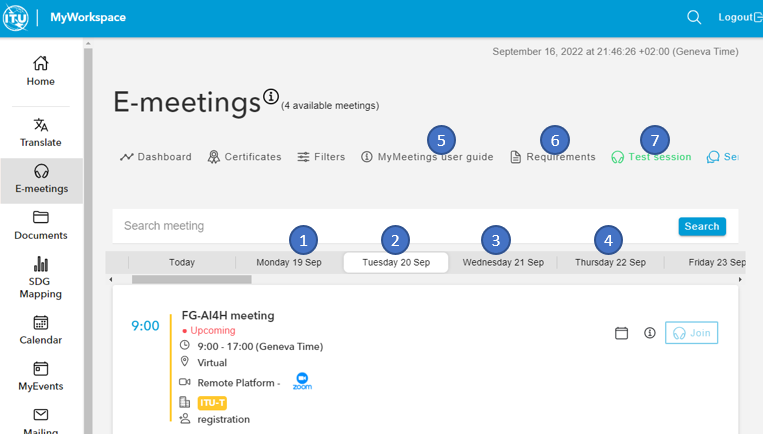 ITU
MyWorkspace
Logout
September 16, 2022 at 21:46:26 +02:00 (Geneva Time)
Home
Translate
E-meetings
Documents
SDG
Mapping
Calendar
MyEvents
Mailing
E-meetings (4 available meetings)
5 6 7
Dashboard Certificates Filters MyMeetings user guide Requirements Test session Ser
Search meeting
Search
1 2 3 4
Today Monday 19 Sep Tuesday 20 Sep Wednesday 21 Sep Thursday 22 Sep Friday 23 Sep
9:00
FG-AI4H meeting
Upcoming
9:00 - 17:00 (Geneva Time)
Virtual
Remote Platform - zoom
ITU-T
registration
Join